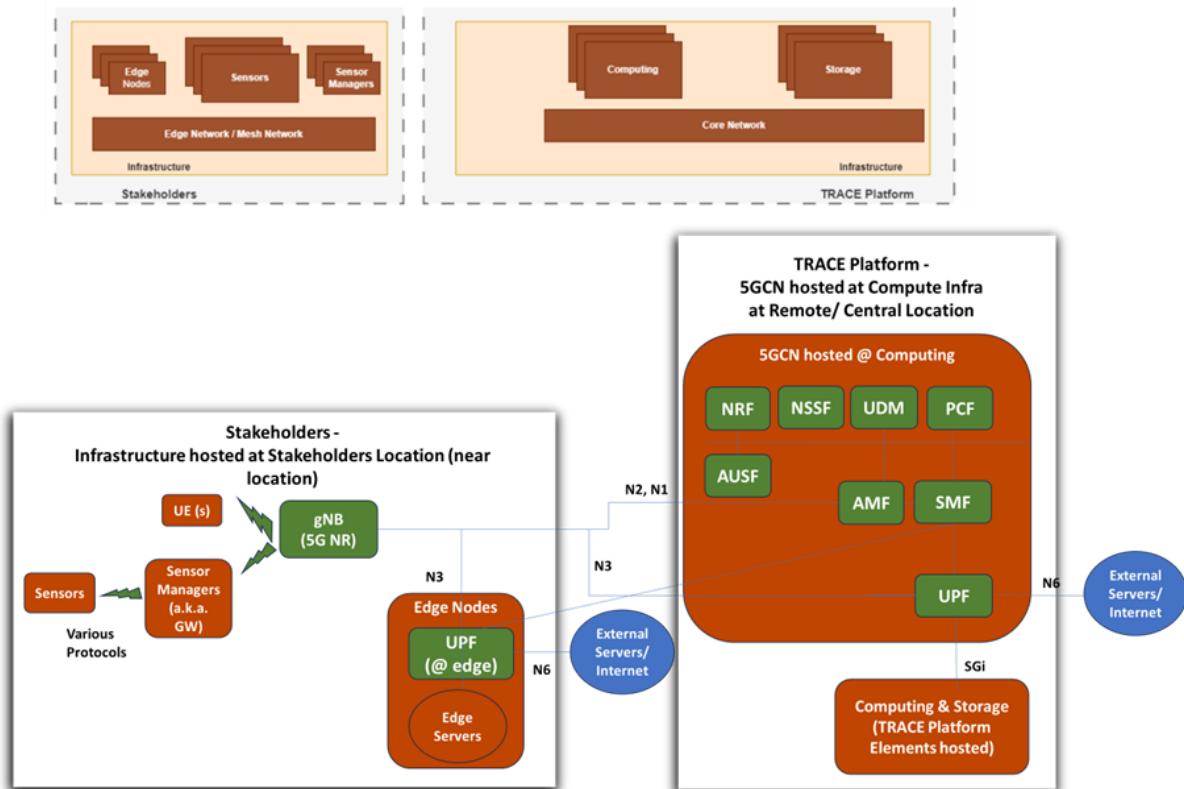 Edge
Nodes
Sensors
Sensor
Managers
Edge Network / Mesh Network
Infrastructure
Stakeholders
Computing
Storage
Core Network
Infrastructure
TRACE Platform
TRACE Platform -
5GCN hosted at Compute Infra
at Remote/ Central Location
5GCN hosted @ Computing
NRF
NSSF
UDM
PCF
AUSF
AMF
SMF
UPF
N6
External
Servers/
Internet
SGi
Computing & Storage
(TRACE Platform
Elements hosted)
Stakeholders -
Infrastructure hosted at Stakeholders Location (near
location)
UE (s)
gNB
(5G NR)
Sensors
Sensor
Managers
(a.k.a.
GW)
Various
Protocols
N2, N1
N3
N3
Edge Nodes
UPF
(@ edge)
N6
Edge
Servers
External
Servers/
Internet